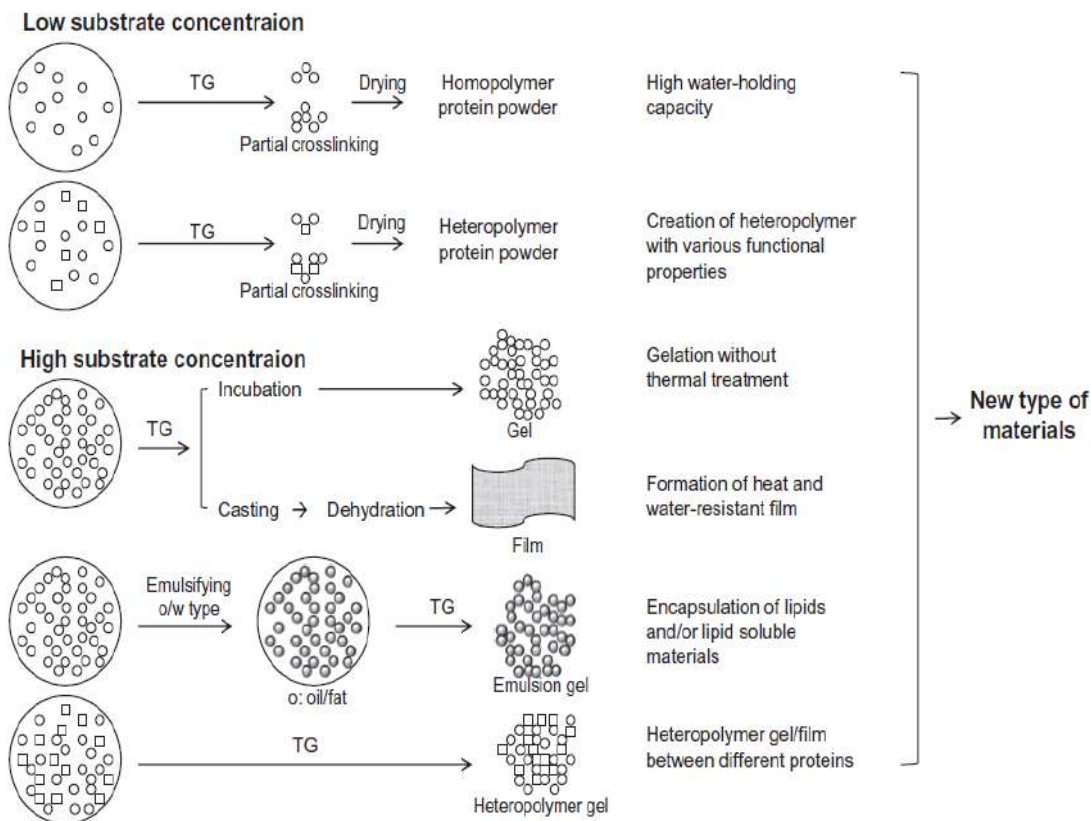 Low substrate concentraion
TG
Partial crosslinking
Drying
Homopolymer
protein powder
High water-holding
capacity
TG
Partial crosslinking
Drying
Heteropolymer
protein powder
Creation of heteropolymer
with various functional
properties
High substrate concentraion
TG
Incubation
Gel
Gelation without
thermal treatment
Casting
Dehydration
Film
Formation of heat and
water-resistant film
Emulsifying
o/w type
o: oil/fat
TG
Emulsion gel
Encapsulation of lipids
and/or lipid soluble
materials
TG
Heteropolymer gel
Heteropolymer gel/film
between different proteins
New type of
materials